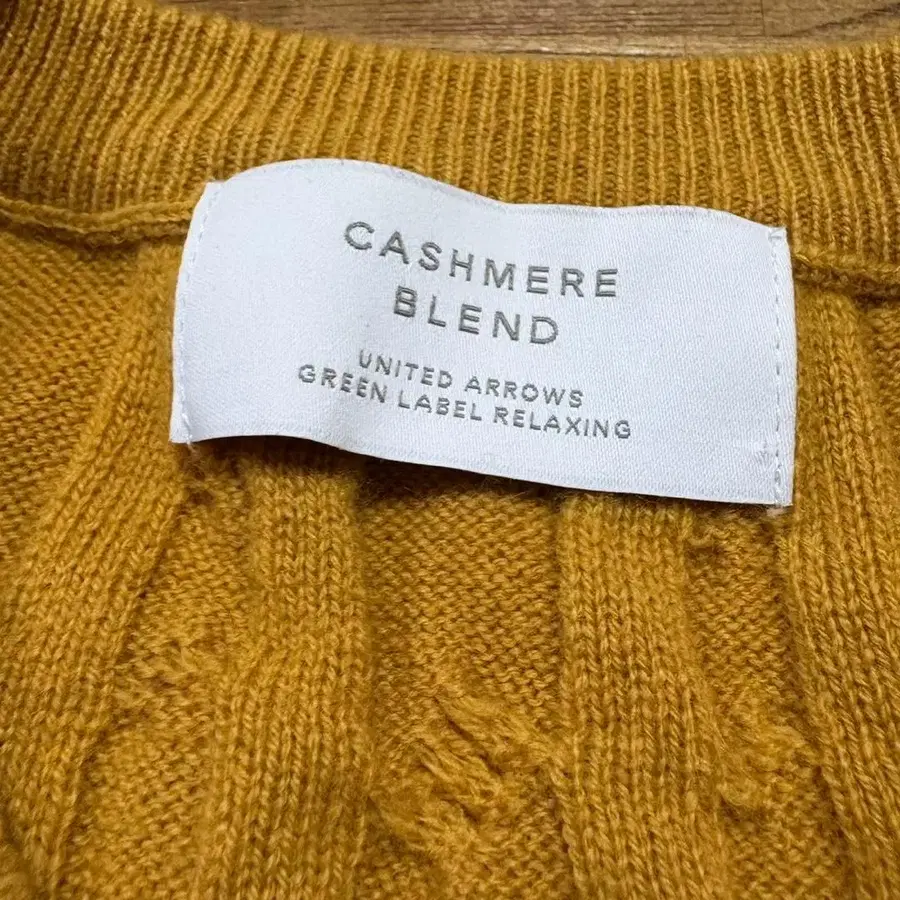 CASHMERE
BLEND
UNITED ARROWS
GREEN LABEL RELAXING